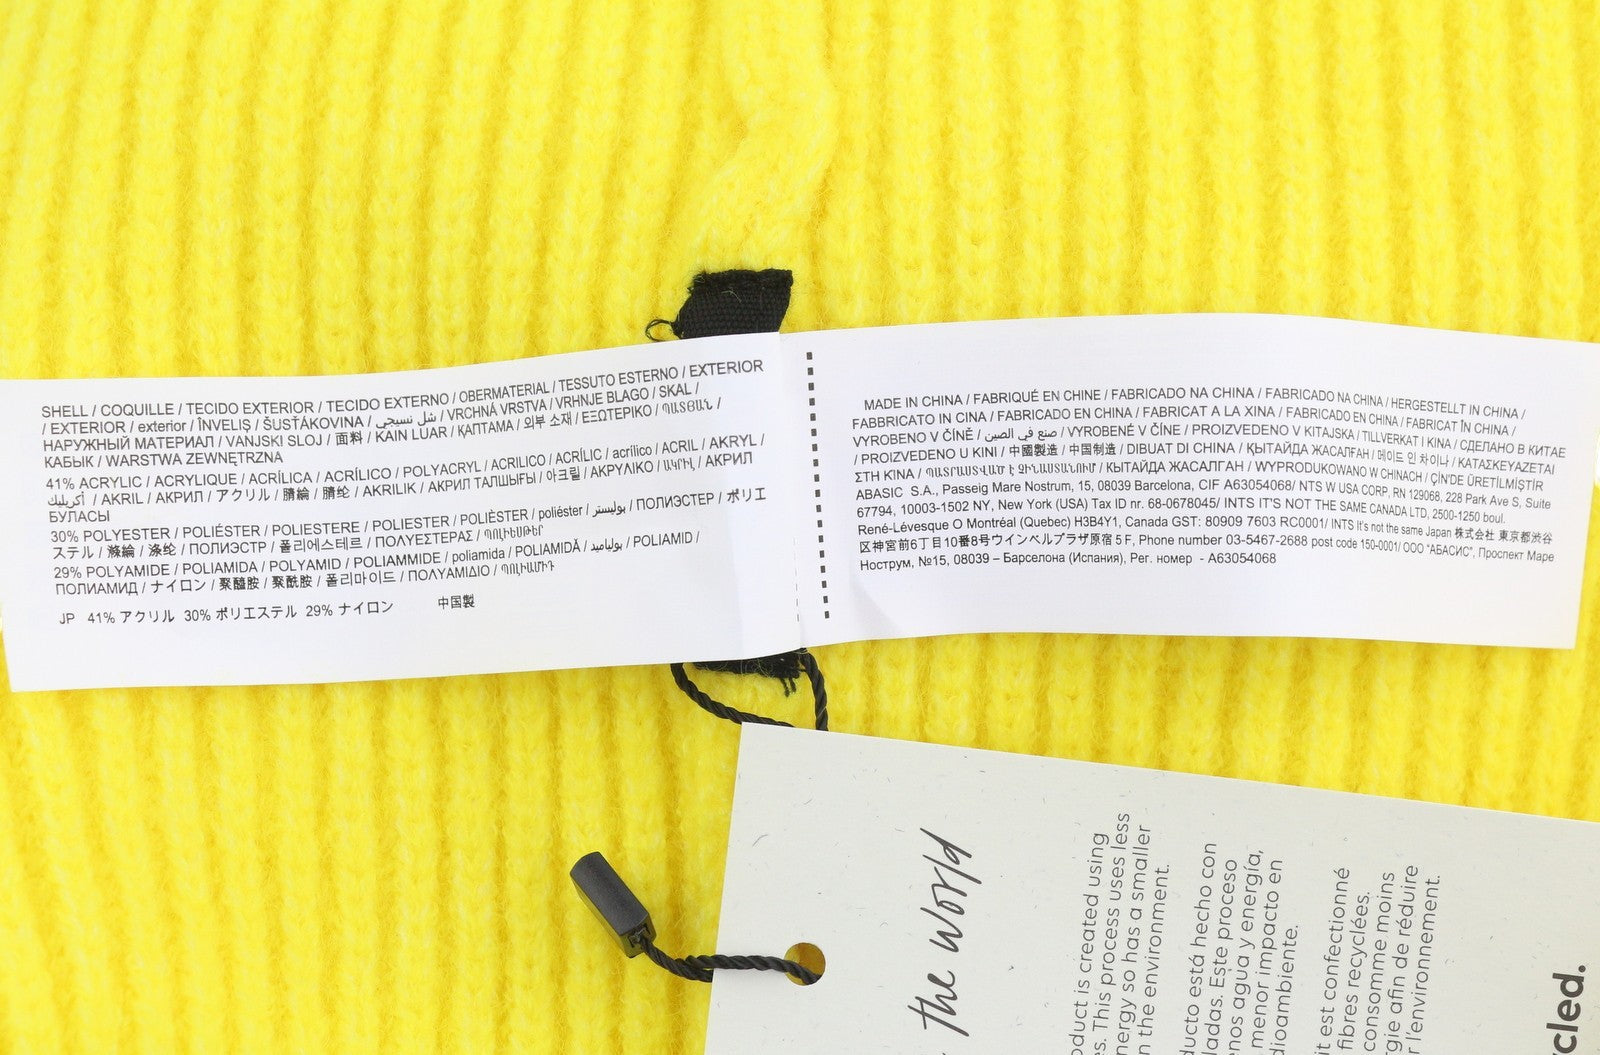 SHELL / COQUILLE / TECIDO EXTERIOR / TECIDO EXTERNO / OBERMATERIAL / TESSUTO ESTERNO / EXTERIOR
/ EXTERIOR / exterior / ÎNVELIȘ / ŠUSTÁKOVINA / شل نسيجي / VRCHNÁ VRSTVA / VRHNJE BLAGO / SKAL /
НАРУЖНЫЙ МАТЕРИАЛ / VANJSKI SLOJ / 面料 / KAIN LUAR / ҚАПТАМА / 외부 소재 / ΕΞΩΤΕΡΙΚΟ / ՊԱՏՅԱՆ /
КАБЫК / WARSTWA ZEWNĘTRZNA
41% ACRYLIC / ACRYLIQUE / ACRÍLICA / ACRÍLICO / POLYACRYL / ACRILICO / ACRÍLIC / acrílico / ACRIL / AKRYL /
أكريليك / AKRIL / АКРИЛ / アクリル / 腈綸 / 腈纶 / AKRILIK / АКРИЛ ТАЛШЫҒЫ / 아크릴 / ΑΚΡΥΛΙΚΟ / ԱԿՐԻԼ / АКРИЛ
БУЛАСЫ
30% POLYESTER / POLIÉSTER / POLIESTERE / POLIESTER / POLIÈSTER / poliéster / بوليستر / ПОЛИЭСТЕР / ポリエ
ステル / 滌綸 / 涤纶 / ПОЛИЭСТР / 폴리에스테르 / ΠΟΛΥΕΣΤΕΡΑΣ / ՊՈԼԻԵՍԹԵՐ
29% POLYAMIDE / POLIAMIDA / POLYAMID / POLIAMMIDE / poliamida / POLIAMIDĂ / بولياميد / POLIAMID /
ПОЛИАМИД / ナイロン / 聚醯胺 / 聚酰胺 / 폴리마이드 / ΠΟΛΥΑΜΙΔΙΟ / ՊՈԼԻԱՄԻԴ
JP 41% アクリル 30% ポリエステル 29% ナイロン 中国製
MADE IN CHINA / FABRIQUÉ EN CHINE / FABRICADO NA CHINA / FABRICADO NA CHINA / HERGESTELLT IN CHINA /
FABBRICATO IN CINA / FABRICADO EN CHINA / FABRICAT A LA XINA / FABRICADO EN CHINA / FABRICAT ÎN CHINA /
VYROBENO V ČÍNĚ / صنع في الصين / VYROBENÉ V ČÍNE / PROIZVEDENO V KITAJSKA / TILLVERKAT I KINA / СДЕЛАНО В КИТАЕ
/ PROIZVEDENO U KINI / 中國製造 / 中国制造 / DIBUAT DI CHINA / ҚЫТАЙДА ЖАСАЛҒАН / 메이드 인 차이나 / ΚΑΤΑΣΚΕΥΑΖΕΤΑΙ
ΣΤΗ ΚΙΝΑ / ՊԱՏՐԱՍՏՎԱԾ Է ՉԻՆԱՍՏԱՆՈՒՄ / КЫТАЙДА ЖАСАЛГАН / WYPRODUKOWANO W CHINACH / ÇİN'DE ÜRETİLMİŞTİR
ABASIC S.A., Passeig Mare Nostrum, 15, 08039 Barcelona, CIF A63054068/ NTS W USA CORP, RN 129068, 228 Park Ave S, Suite
67794, 10003-1502 NY, New York (USA) Tax ID nr. 68-0678045/ INTS IT'S NOT THE SAME CANADA LTD, 2500-1250 boul.
René-Lévesque O Montréal (Quebec) H3B4Y1, Canada GST: 80909 7603 RC0001/ INTS It's not the same Japan 株式会社 東京都渋谷
区神宮前6丁目10番8号ウインベルプラザ原宿5 F, Phone number 03-5467-2688 post code 150-0001/ ООО "АБАСИС", Проспект Маре
Нострум, №15, 08039 – Барселона (Испания), Рег. номер - A63054068
the world
oduct is created using
es. This process uses less
nergy so has a smaller
n the environment.
ducto está hecho con
ladas. Este proceso
enos agua y energía,
menor impacto en
dioambiente.
it est confectionné
fibres recyclées.
consomme moins
gie afin de réduire
r l'environnement.
cled.